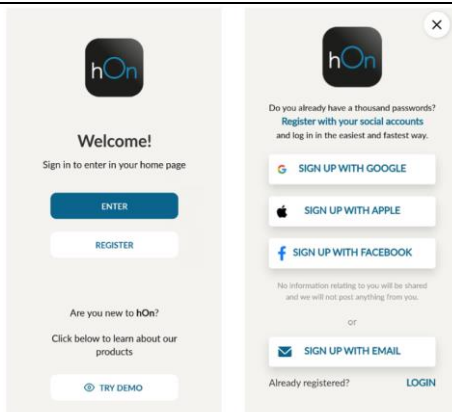 hOn
Welcome!
Sign in to enter in your home page
ENTER
REGISTER
Are you new to hOn?
Click below to learn about our
products
TRY DEMO
hOn
Do you already have a thousand passwords?
Register with your social accounts
and log in in the easiest and fastest way.
SIGN UP WITH GOOGLE
SIGN UP WITH APPLE
SIGN UP WITH FACEBOOK
No information relating to you will be shared
and we will not post anything from you.
or
SIGN UP WITH EMAIL
Already registered? LOGIN